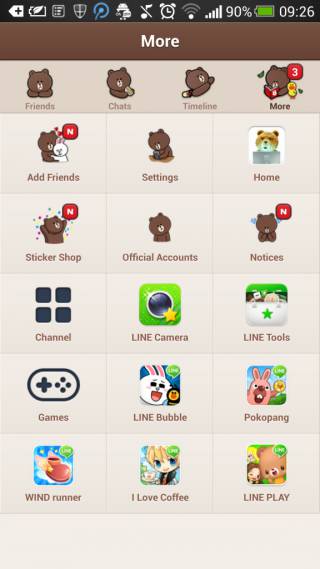 90% 09:26
More
3
Friends Chats Timeline More
N
Add Friends Settings Home
N N
Sticker Shop Official Accounts Notices
Channel LINE Camera LINE Tools
LINE LINE
Games LINE Bubble Pokopang
LINE LINE LINE
WIND runner I Love Coffee LINE PLAY